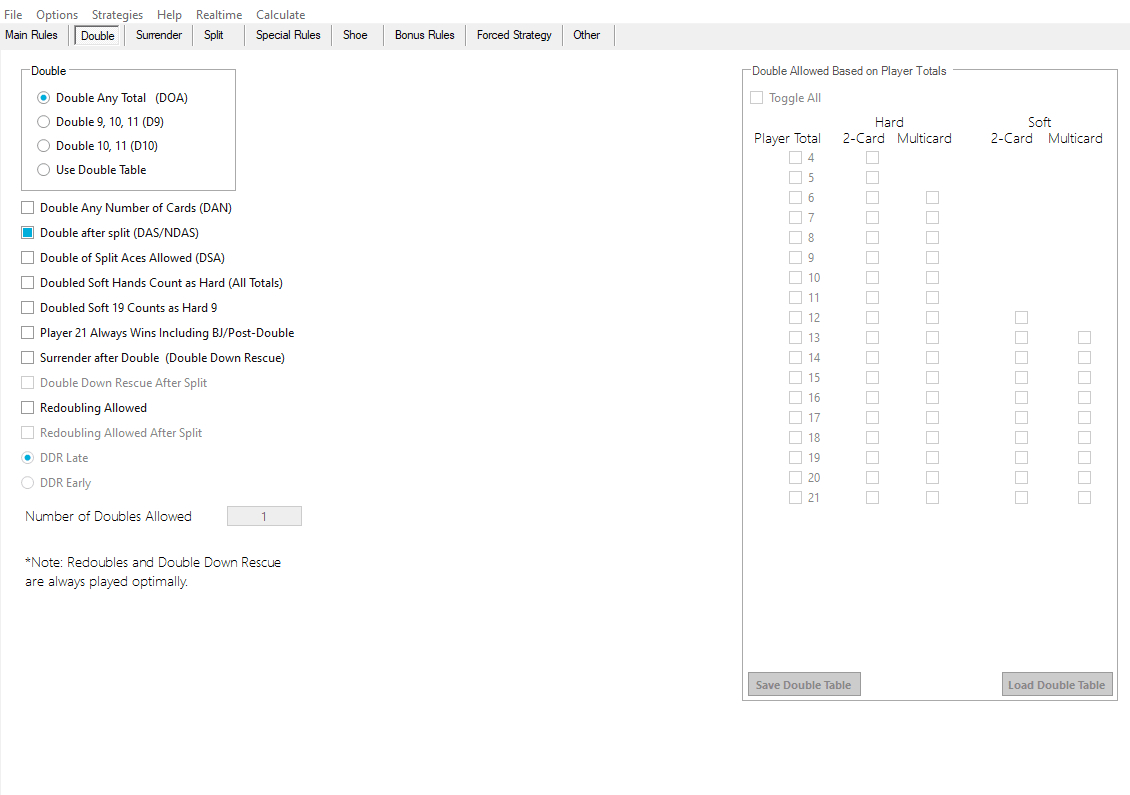 File Options Strategies Help Realtime Calculate
Main Rules Double Surrender Split Special Rules Shoe Bonus Rules Forced Strategy Other
Double
Double Any Total (DOA)
Double 9, 10, 11 (D9)
Double 10, 11 (D10)
Use Double Table
Double Any Number of Cards (DAN)
Double after split (DAS/NDAS)
Double of Split Aces Allowed (DSA)
Doubled Soft Hands Count as Hard (All Totals)
Doubled Soft 19 Counts as Hard 9
Player 21 Always Wins Including BJ/Post-Double
Surrender after Double (Double Down Rescue)
Double Down Rescue After Split
Redoubling Allowed
Redoubling Allowed After Split
DDR Late
DDR Early
Number of Doubles Allowed 1
*Note: Redoubles and Double Down Rescue
are always played optimally.
Double Allowed Based on Player Totals
Toggle All
Hard Soft
Player Total 2-Card Multicard 2-Card Multicard
4
5
6
7
8
9
10
11
12
13
14
15
16
17
18
19
20
21
Save Double Table Load Double Table